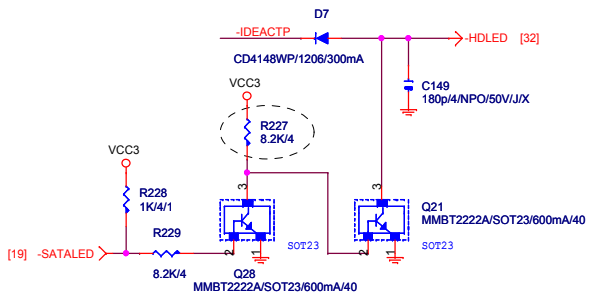 D7
-IDEACTP
-HDLED [32]
CD4148WP/1206/300mA
VCC3
C149
180p/4/NPO/50V/J/X
R227
8.2K/4
VCC3
R228
1K/4/1
3
3
Q21
MMBT2222A/SOT23/600mA/40
R229
SOT23
SOT23
[19] -SATALED
2
1
2
1
8.2K/4
Q28
MMBT2222A/SOT23/600mA/40